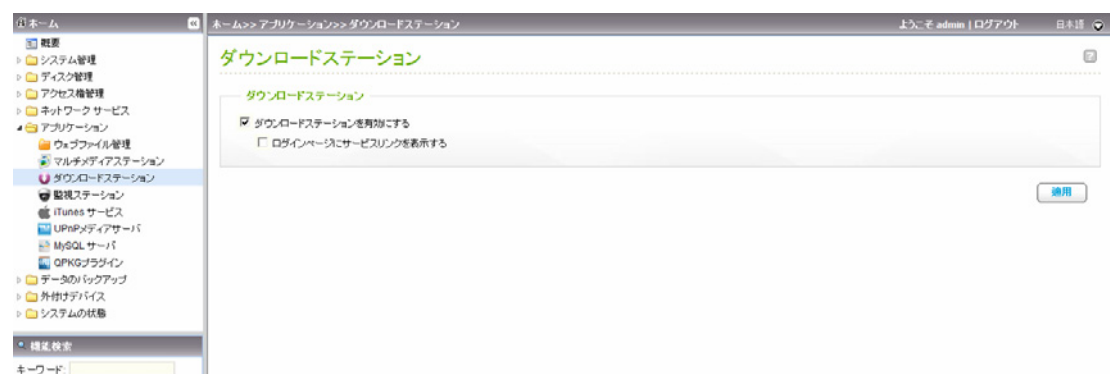 ホーム
ホーム>> アプリケーション>> ダウンロードステーション
ようこそ admin | ログアウト
日本語
概要
システム管理
ディスク管理
アクセス権管理
ネットワーク サービス
アプリケーション
ウェブファイル管理
マルチメディアステーション
ダウンロードステーション
監視ステーション
iTunes サービス
UPnPメディアサーバ
MySQL サーバ
QPKGプラグイン
データのバックアップ
外付けデバイス
システムの状態
機能検索
キーワード:
ダウンロードステーション
ダウンロードステーション
ダウンロードステーションを有効にする
ログインページにサービスリンクを表示する
適用